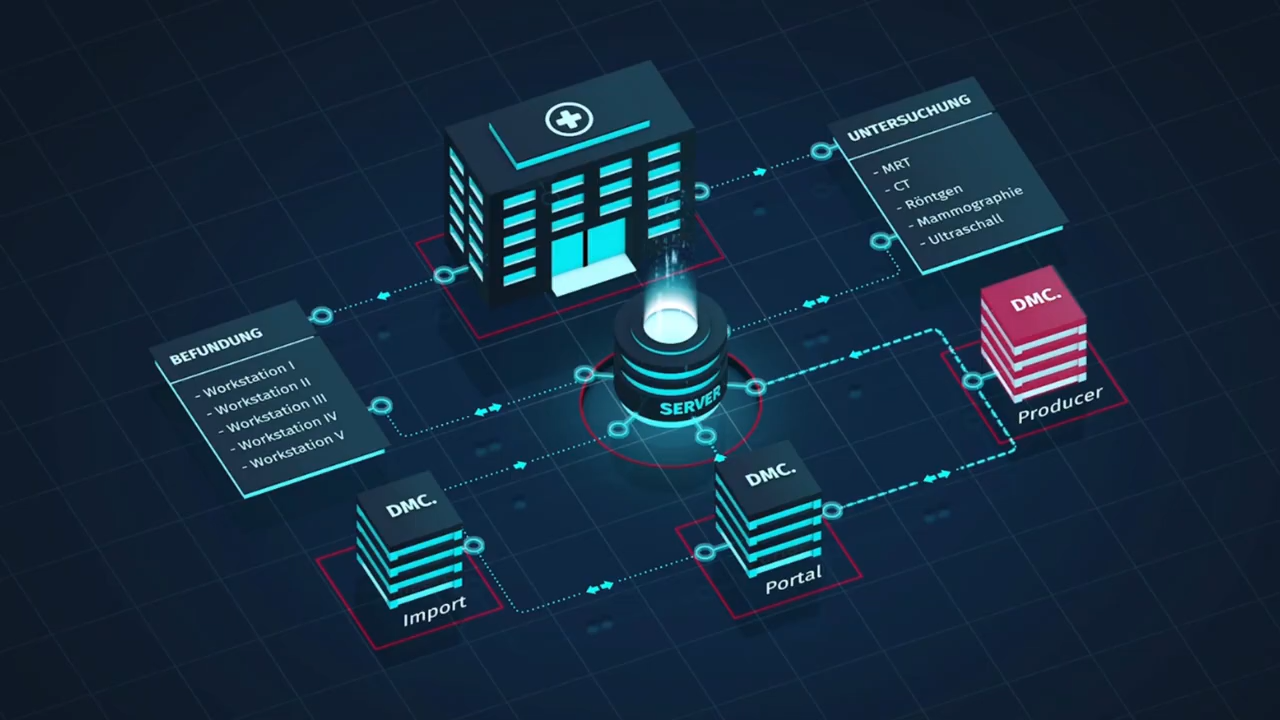 UNTERSUCHUNG
- MRT
- CT
- Röntgen
- Mammographie
- Ultraschall
BEFUNDUNG
- Workstation I
- Workstation II
- Workstation III
- Workstation IV
- Workstation V
SERVER
DMC.
Producer
DMC.
Portal
DMC.
Import